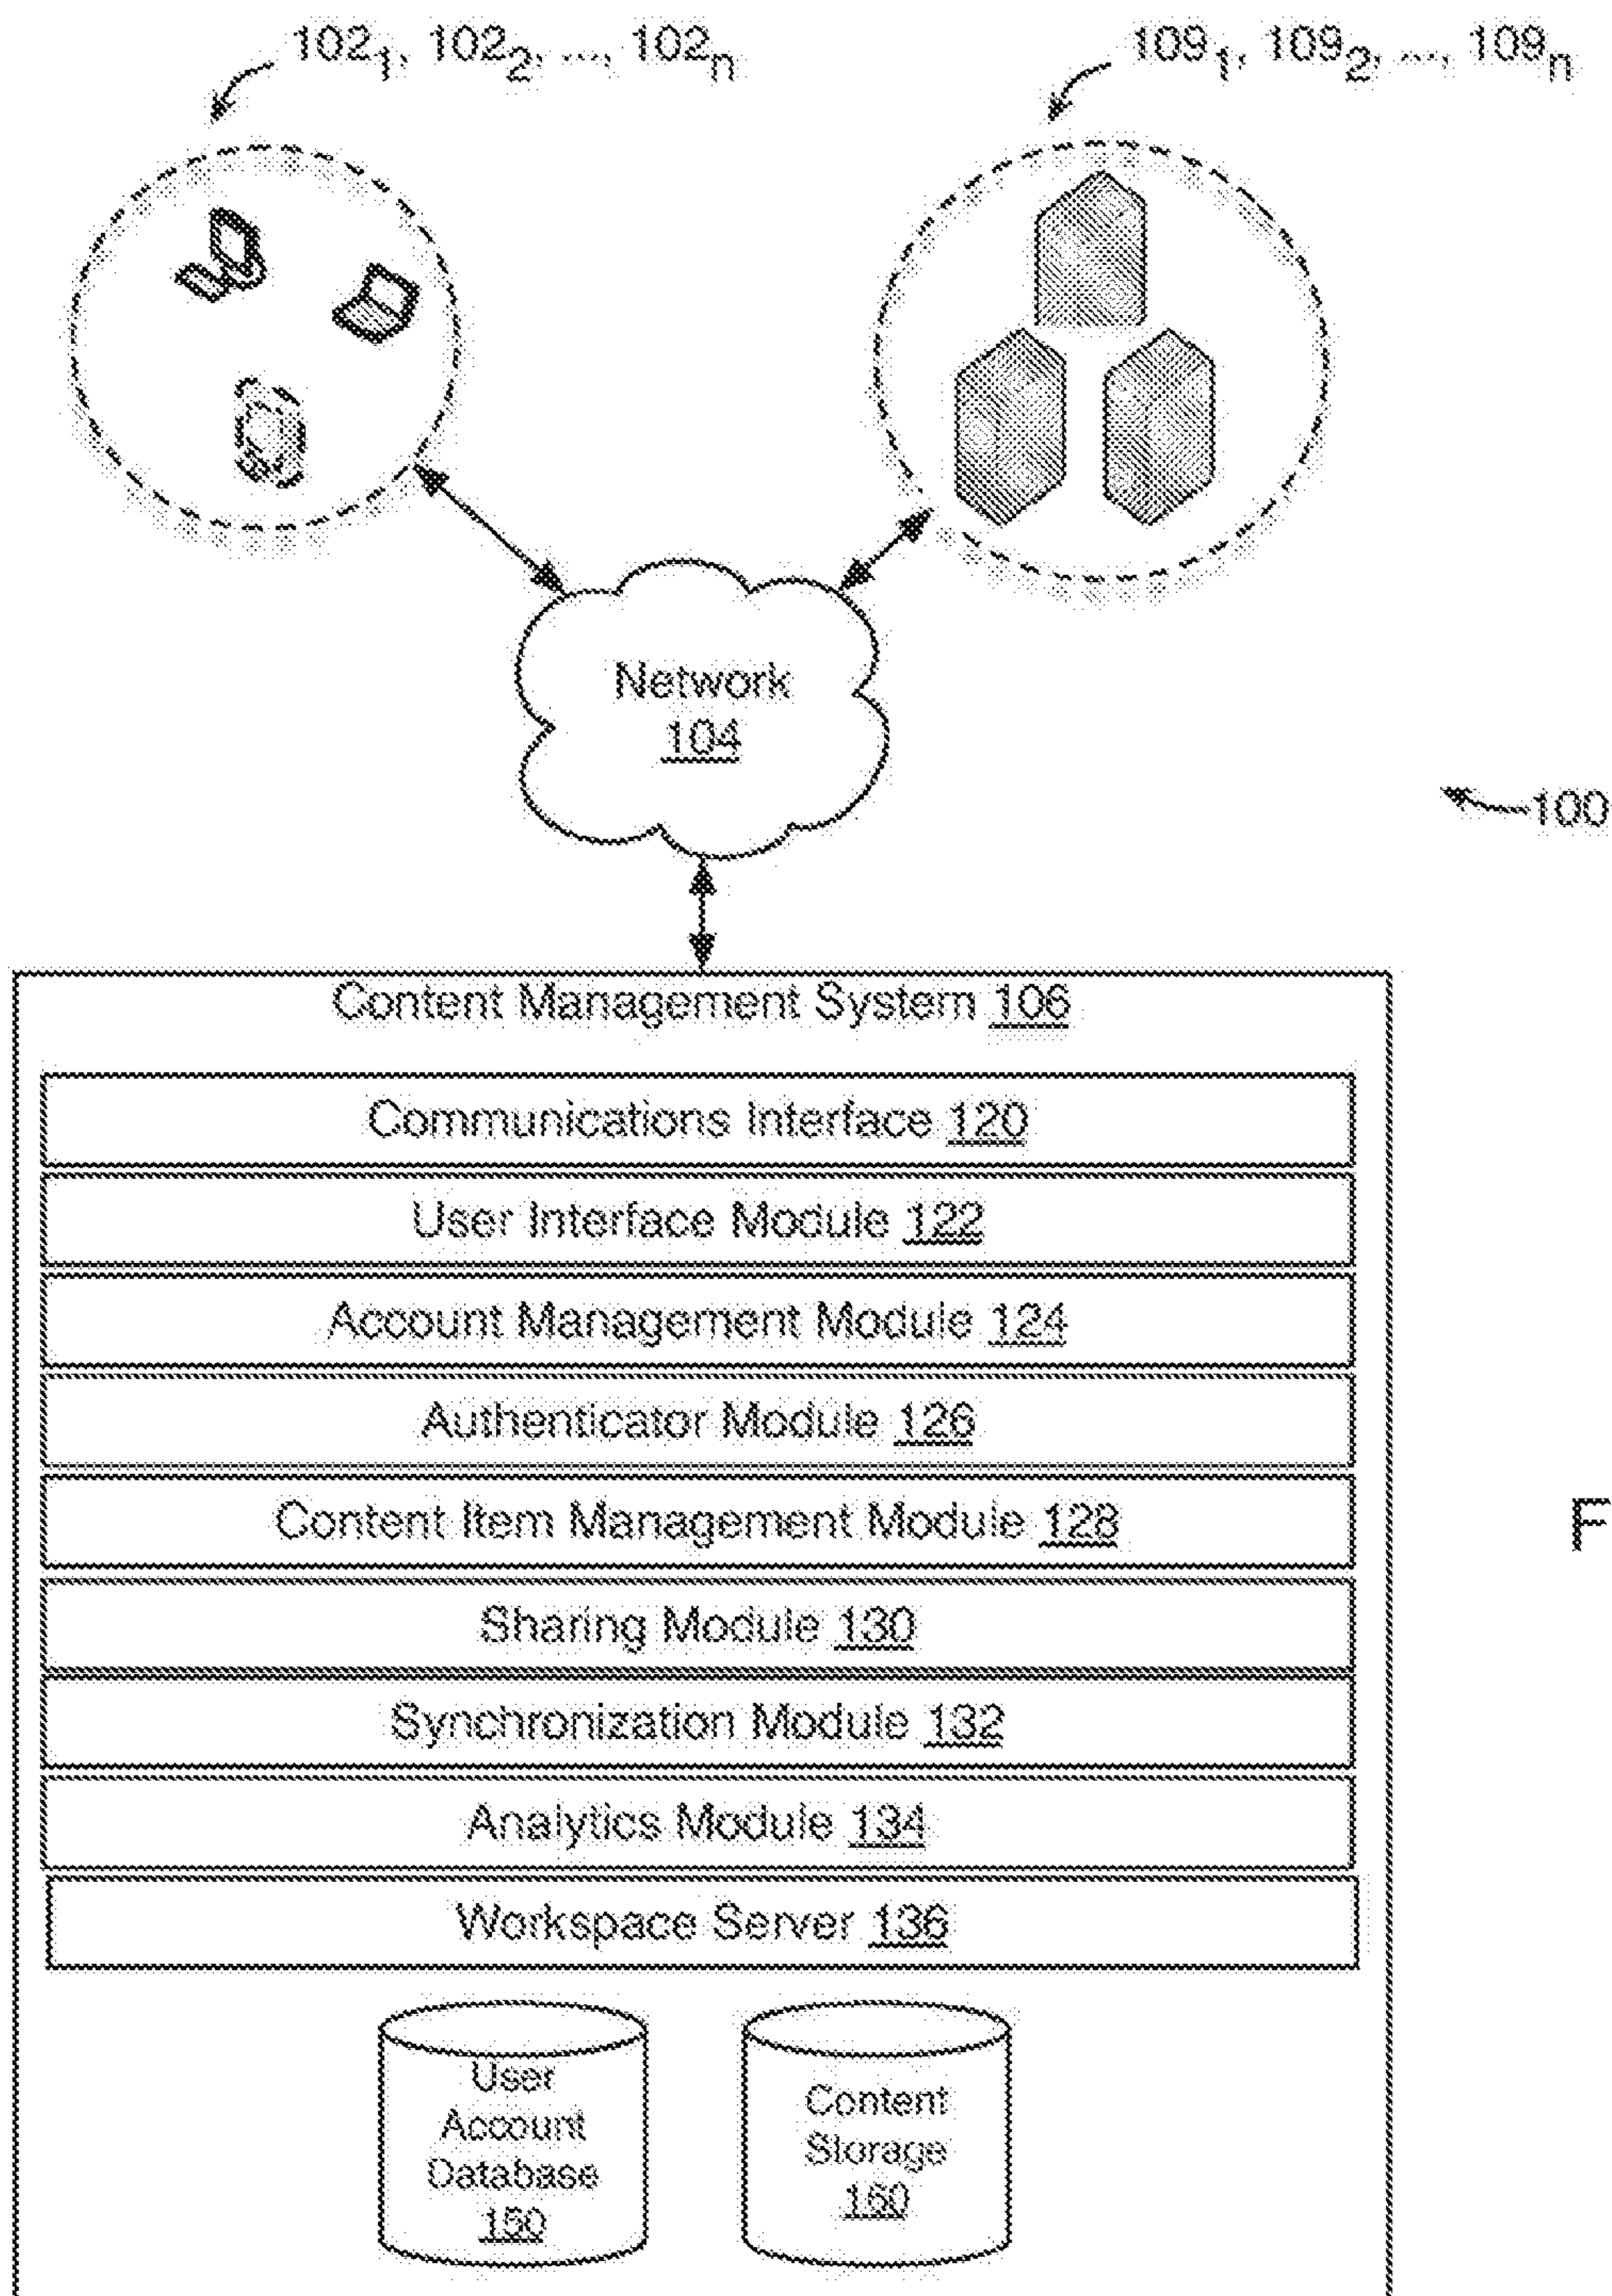 102₁, 102₂, ..., 102ₙ
109₁, 109₂, ..., 109ₙ
Network
104
100
Content Management System 106
Communications Interface 120
User Interface Module 122
Account Management Module 124
Authenticator Module 126
Content Item Management Module 128
F
Sharing Module 130
Synchronization Module 132
Analytics Module 134
Workspace Server 136
User
Account
Database
Content
Storage